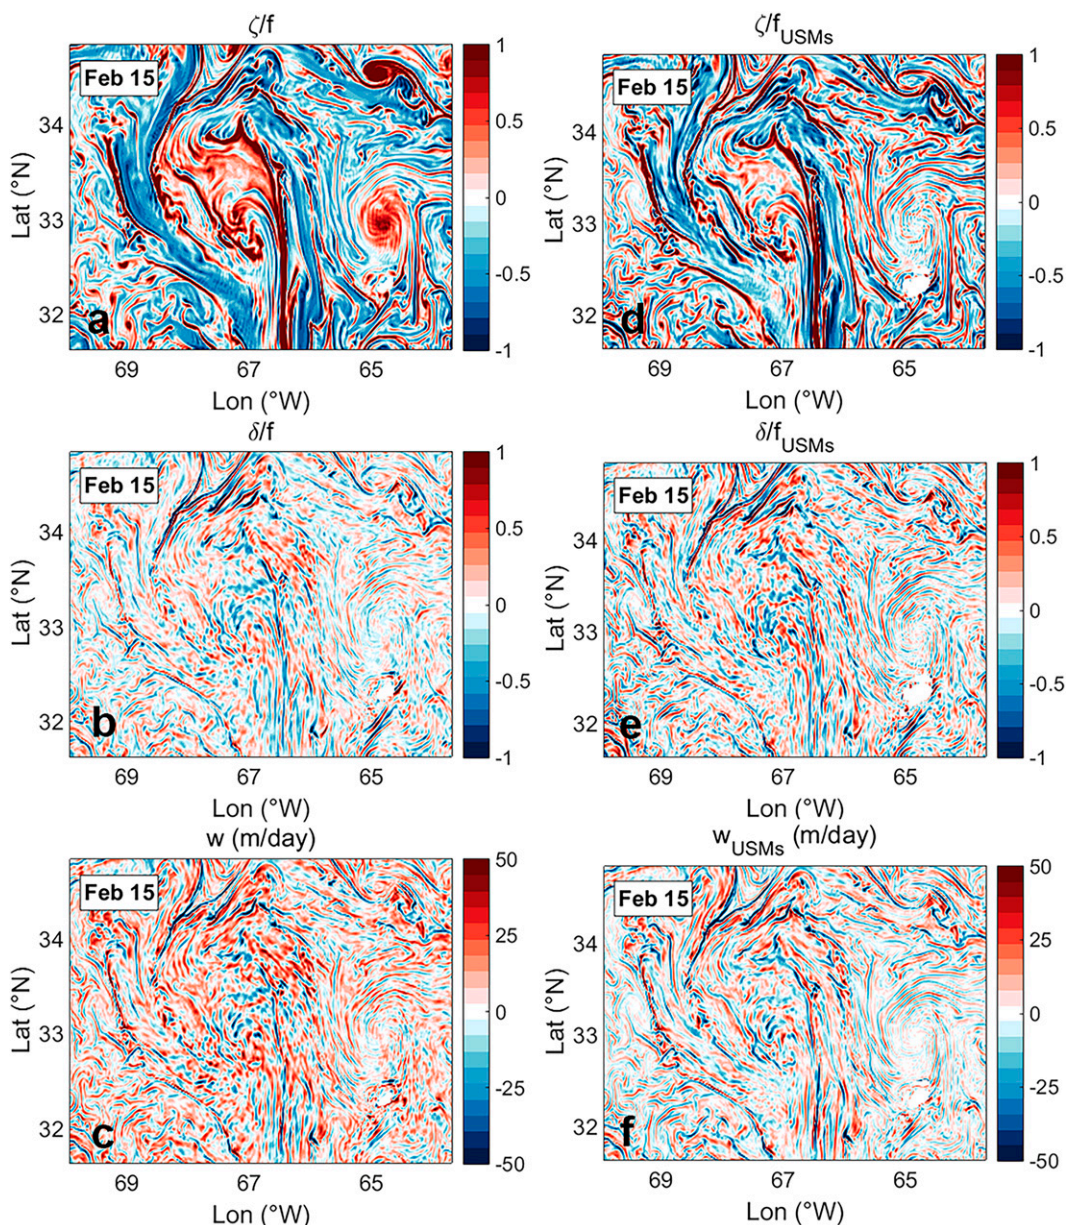 ζ/f
Feb 15
Lat (°N)
34
33
32
a
69
67
65
Lon (°W)
1
0.5
0
-0.5
-1
ζ/fUSMs
Feb 15
Lat (°N)
34
33
32
d
69
67
65
Lon (°W)
1
0.5
0
-0.5
-1
δ/f
Feb 15
Lat (°N)
34
33
32
b
69
67
65
Lon (°W)
1
0.5
0
-0.5
-1
δ/fUSMs
Feb 15
Lat (°N)
34
33
32
e
69
67
65
Lon (°W)
1
0.5
0
-0.5
-1
w (m/day)
Feb 15
Lat (°N)
34
33
32
c
69
67
65
Lon (°W)
50
25
0
-25
-50
wUSMs (m/day)
Feb 15
Lat (°N)
34
33
32
f
69
67
65
Lon (°W)
50
25
0
-25
-50